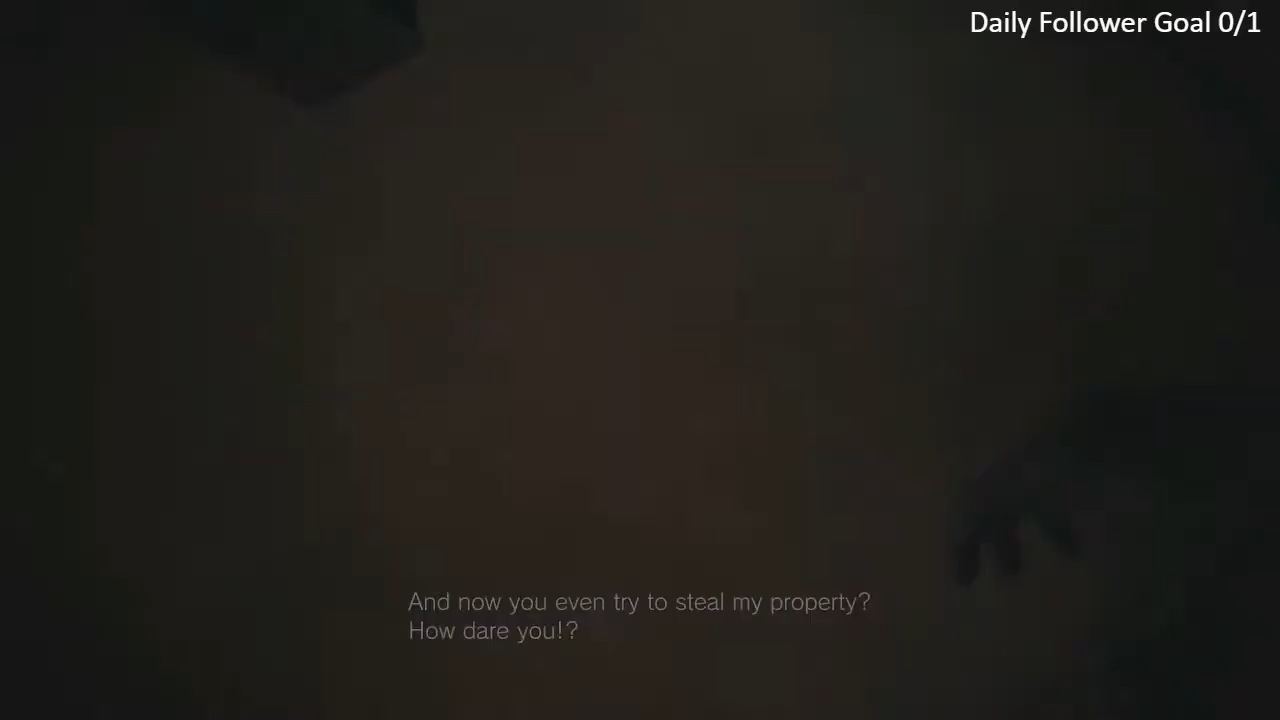 Daily Follower Goal 0/1
And now you even try to steal my property?
How dare you!?